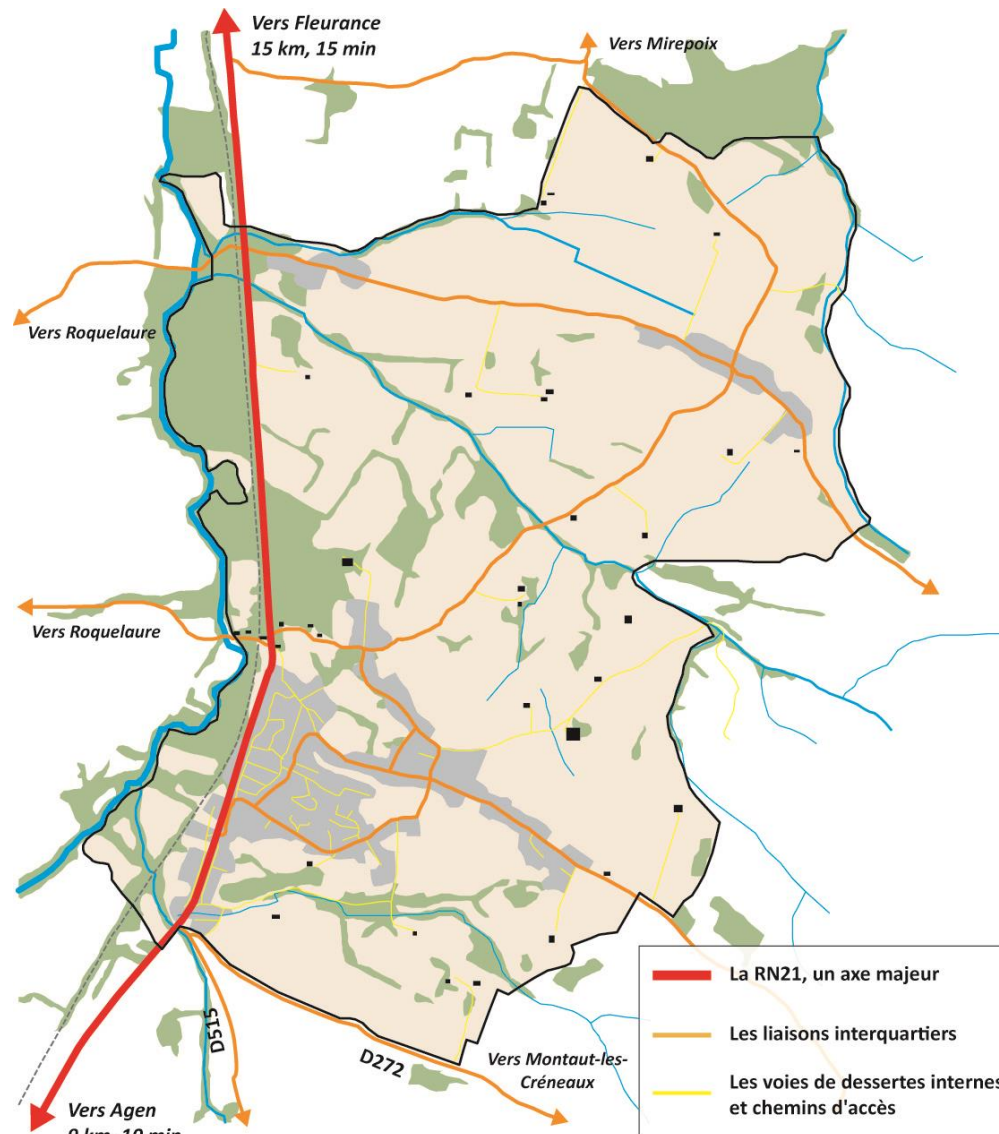 Vers Fleurance
15 km, 15 min
Vers Mirepoix
Vers Roquelaure
Vers Roquelaure
D515
D272
Vers Montaut-les-
Créneaux
Vers Agen
La RN21, un axe majeur
Les liaisons interquartiers
Les voies de dessertes internes
et chemins d'accès